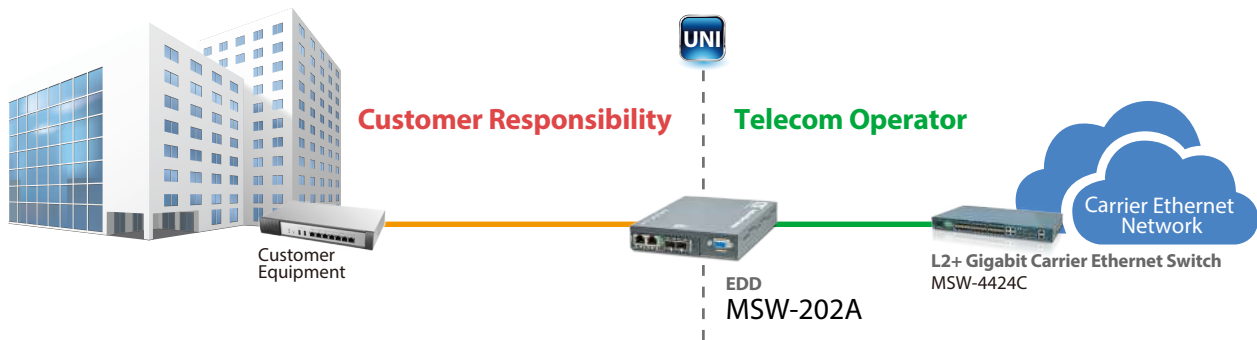 UNI
Customer Responsibility
Telecom Operator
Carrier Ethernet
Network
Customer
Equipment
EDD
MSW-202A
L2+ Gigabit Carrier Ethernet Switch
MSW-4424C